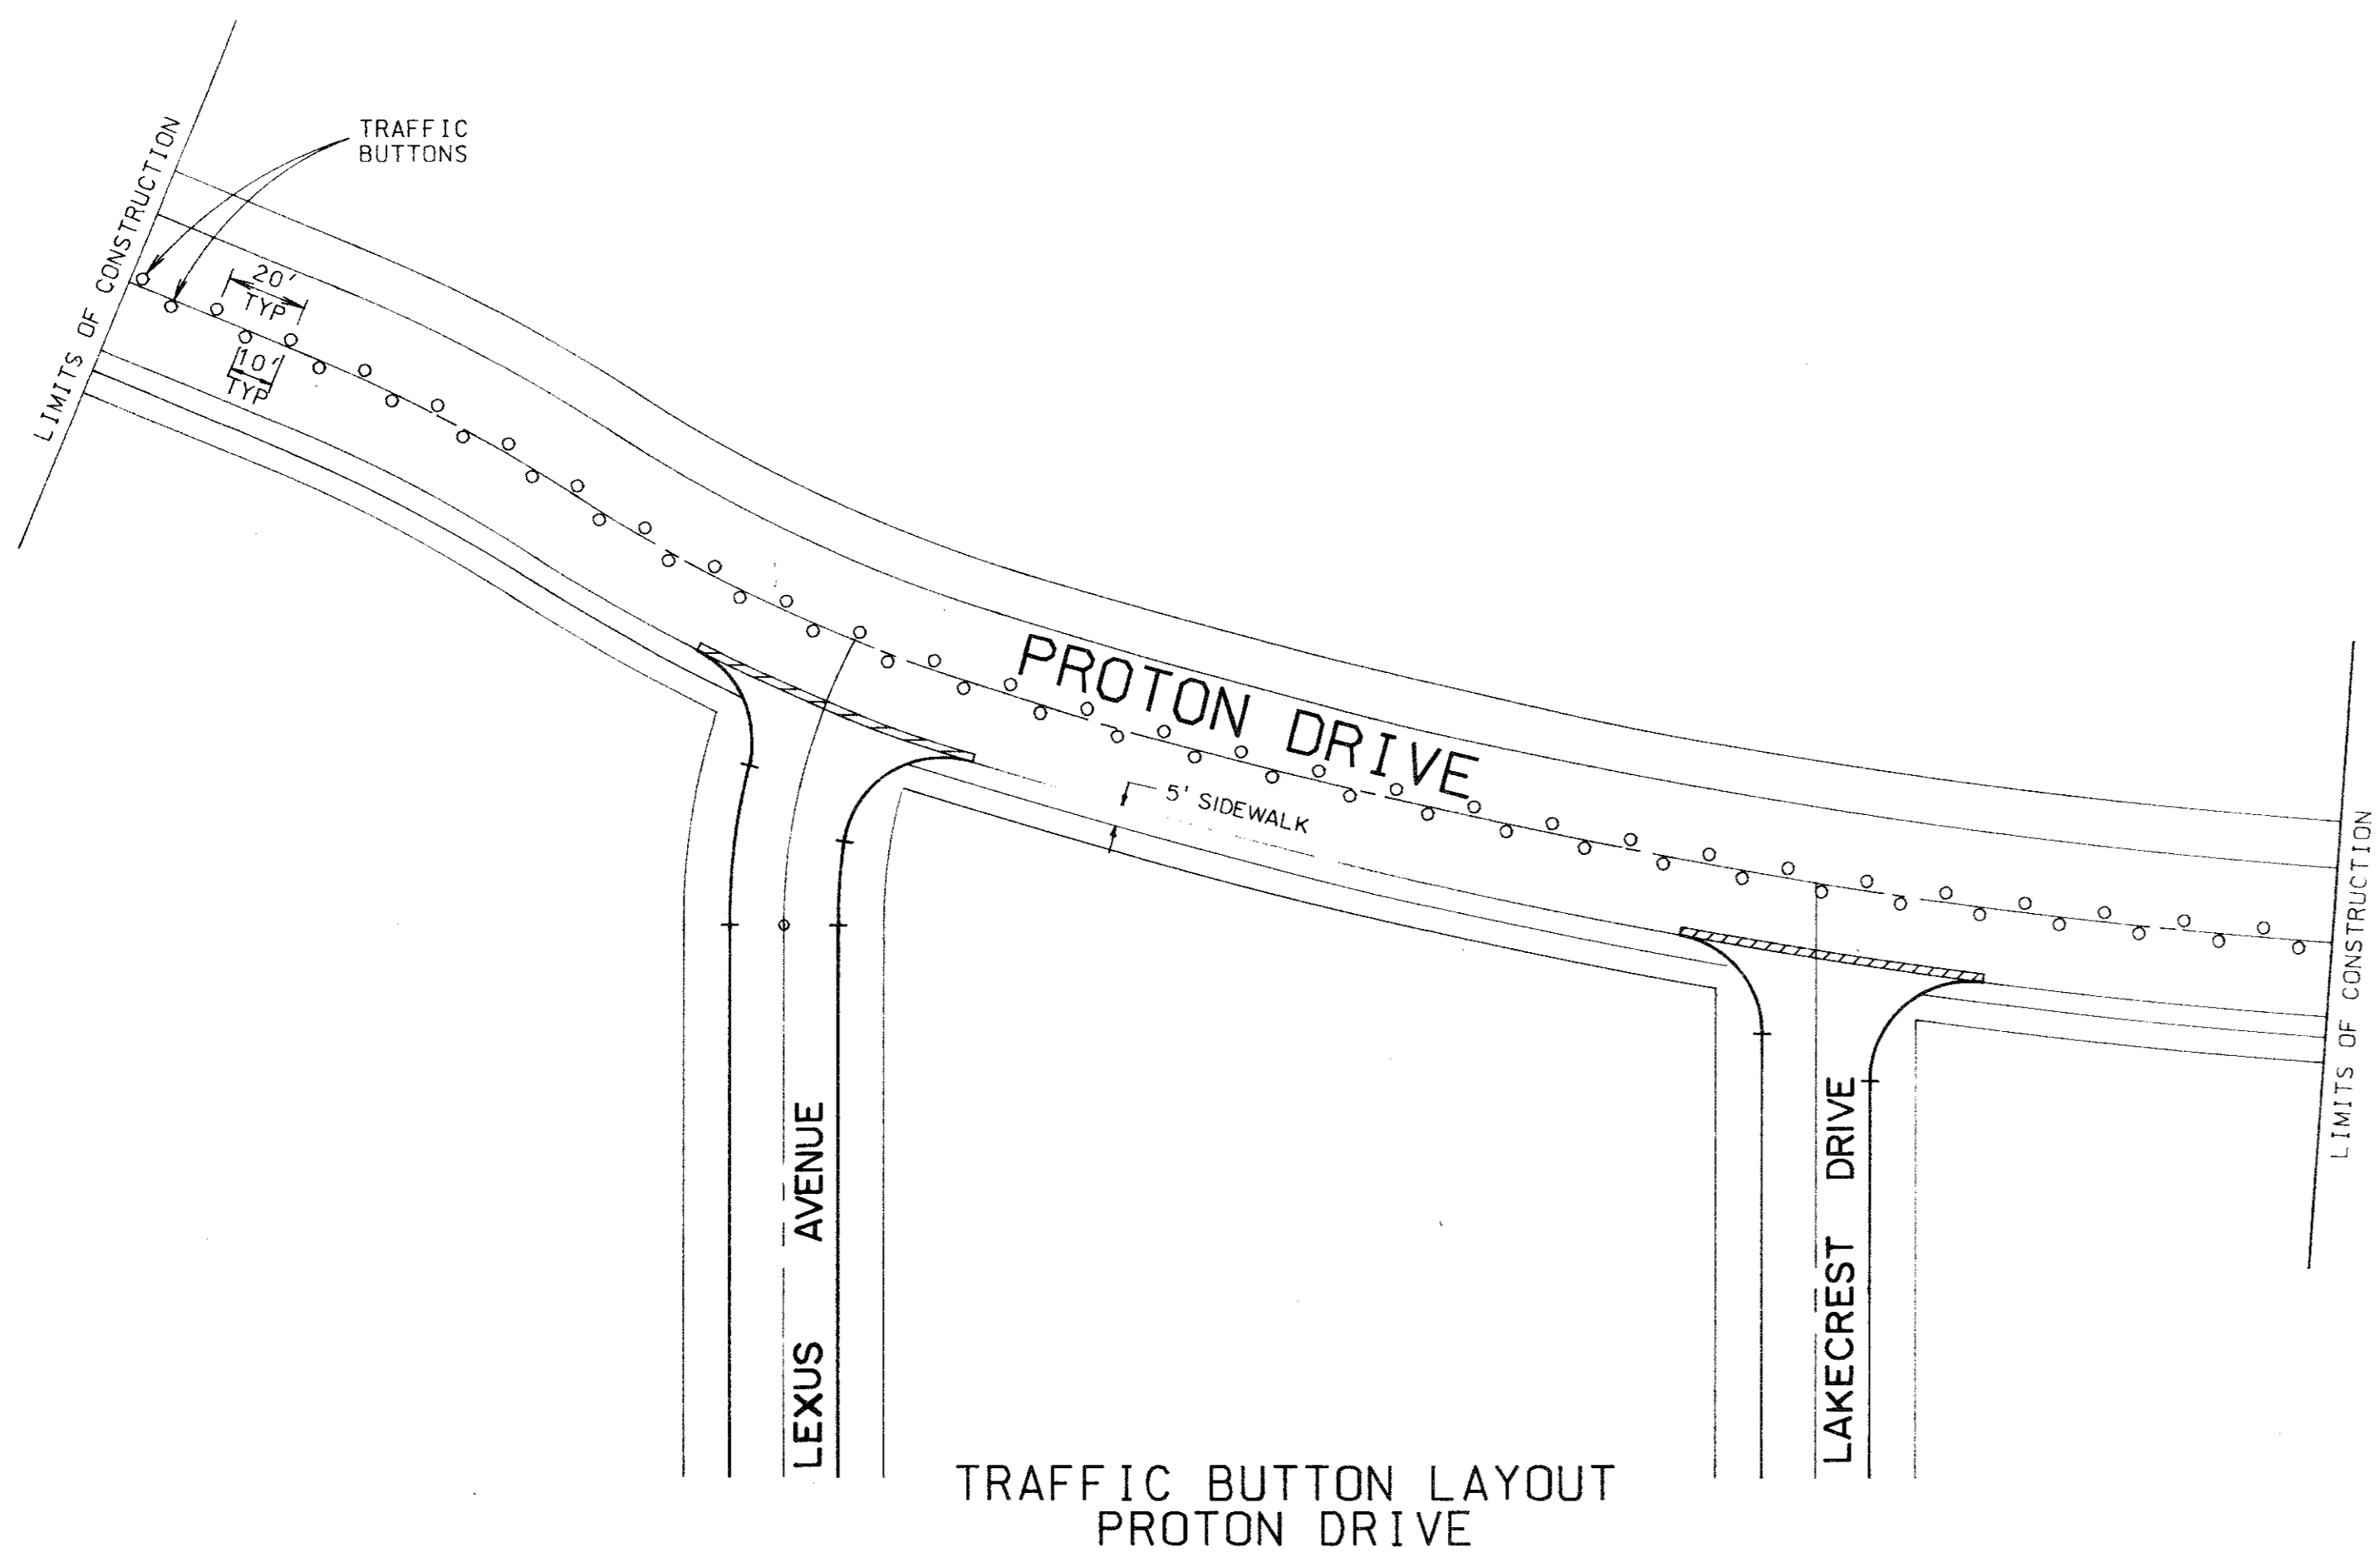 TRAFFIC
BUTTONS
LIMITS OF CONSTRUCTION
20'
TYP
10'
TYP
PROTON DRIVE
5' SIDEWALK
LIMITS OF CONSTRUCTION
LEXUS AVENUE
LAKECREST DRIVE
TRAFFIC BUTTON LAYOUT
PROTON DRIVE